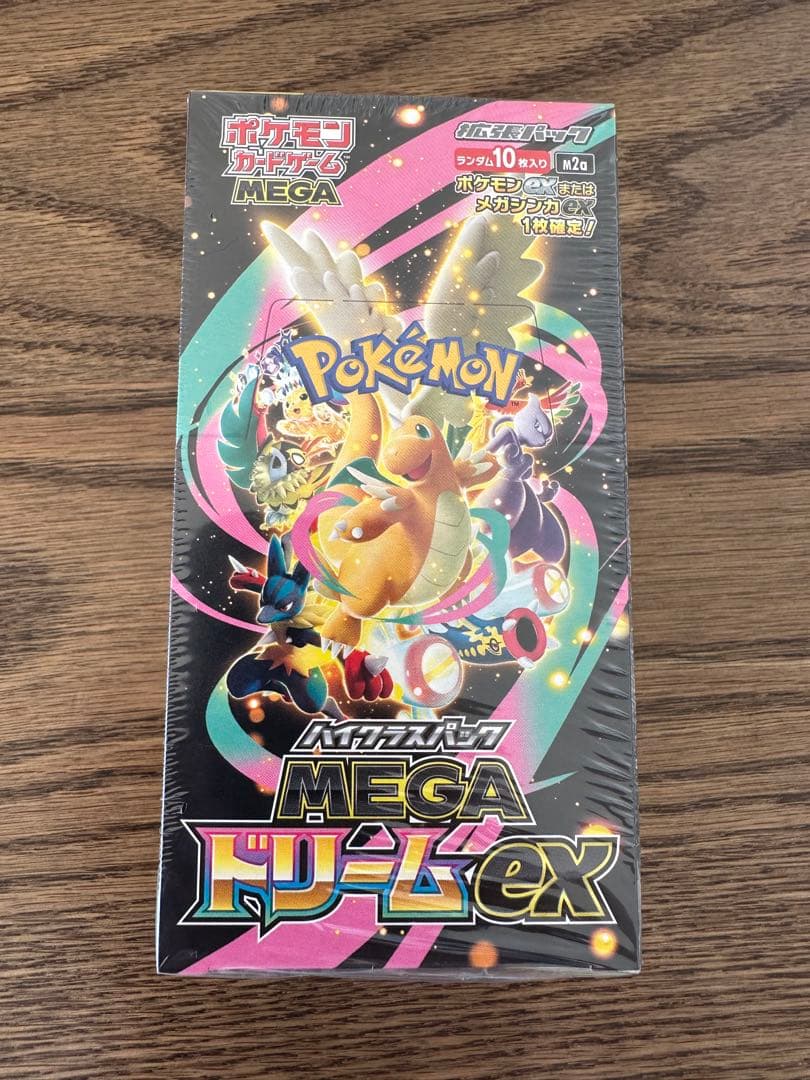 ポケモン
カードゲーム
MEGA
拡張パック
ランダム10枚入り
M2a
ポケモンexまたは
メガシンカex
1枚確定!
POKéMON
TM
ハイクラスパック
MEGA
ドリームex